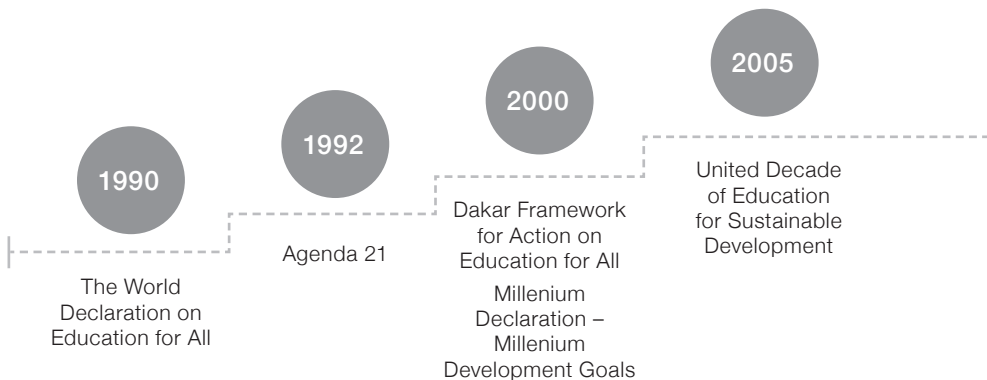 1990
The World
Declaration on
Education for All
1992
Agenda 21
2000
Dakar Framework
for Action on
Education for All
Millenium
Declaration –
Millenium
Development Goals
2005
United Decade
of Education
for Sustainable
Development